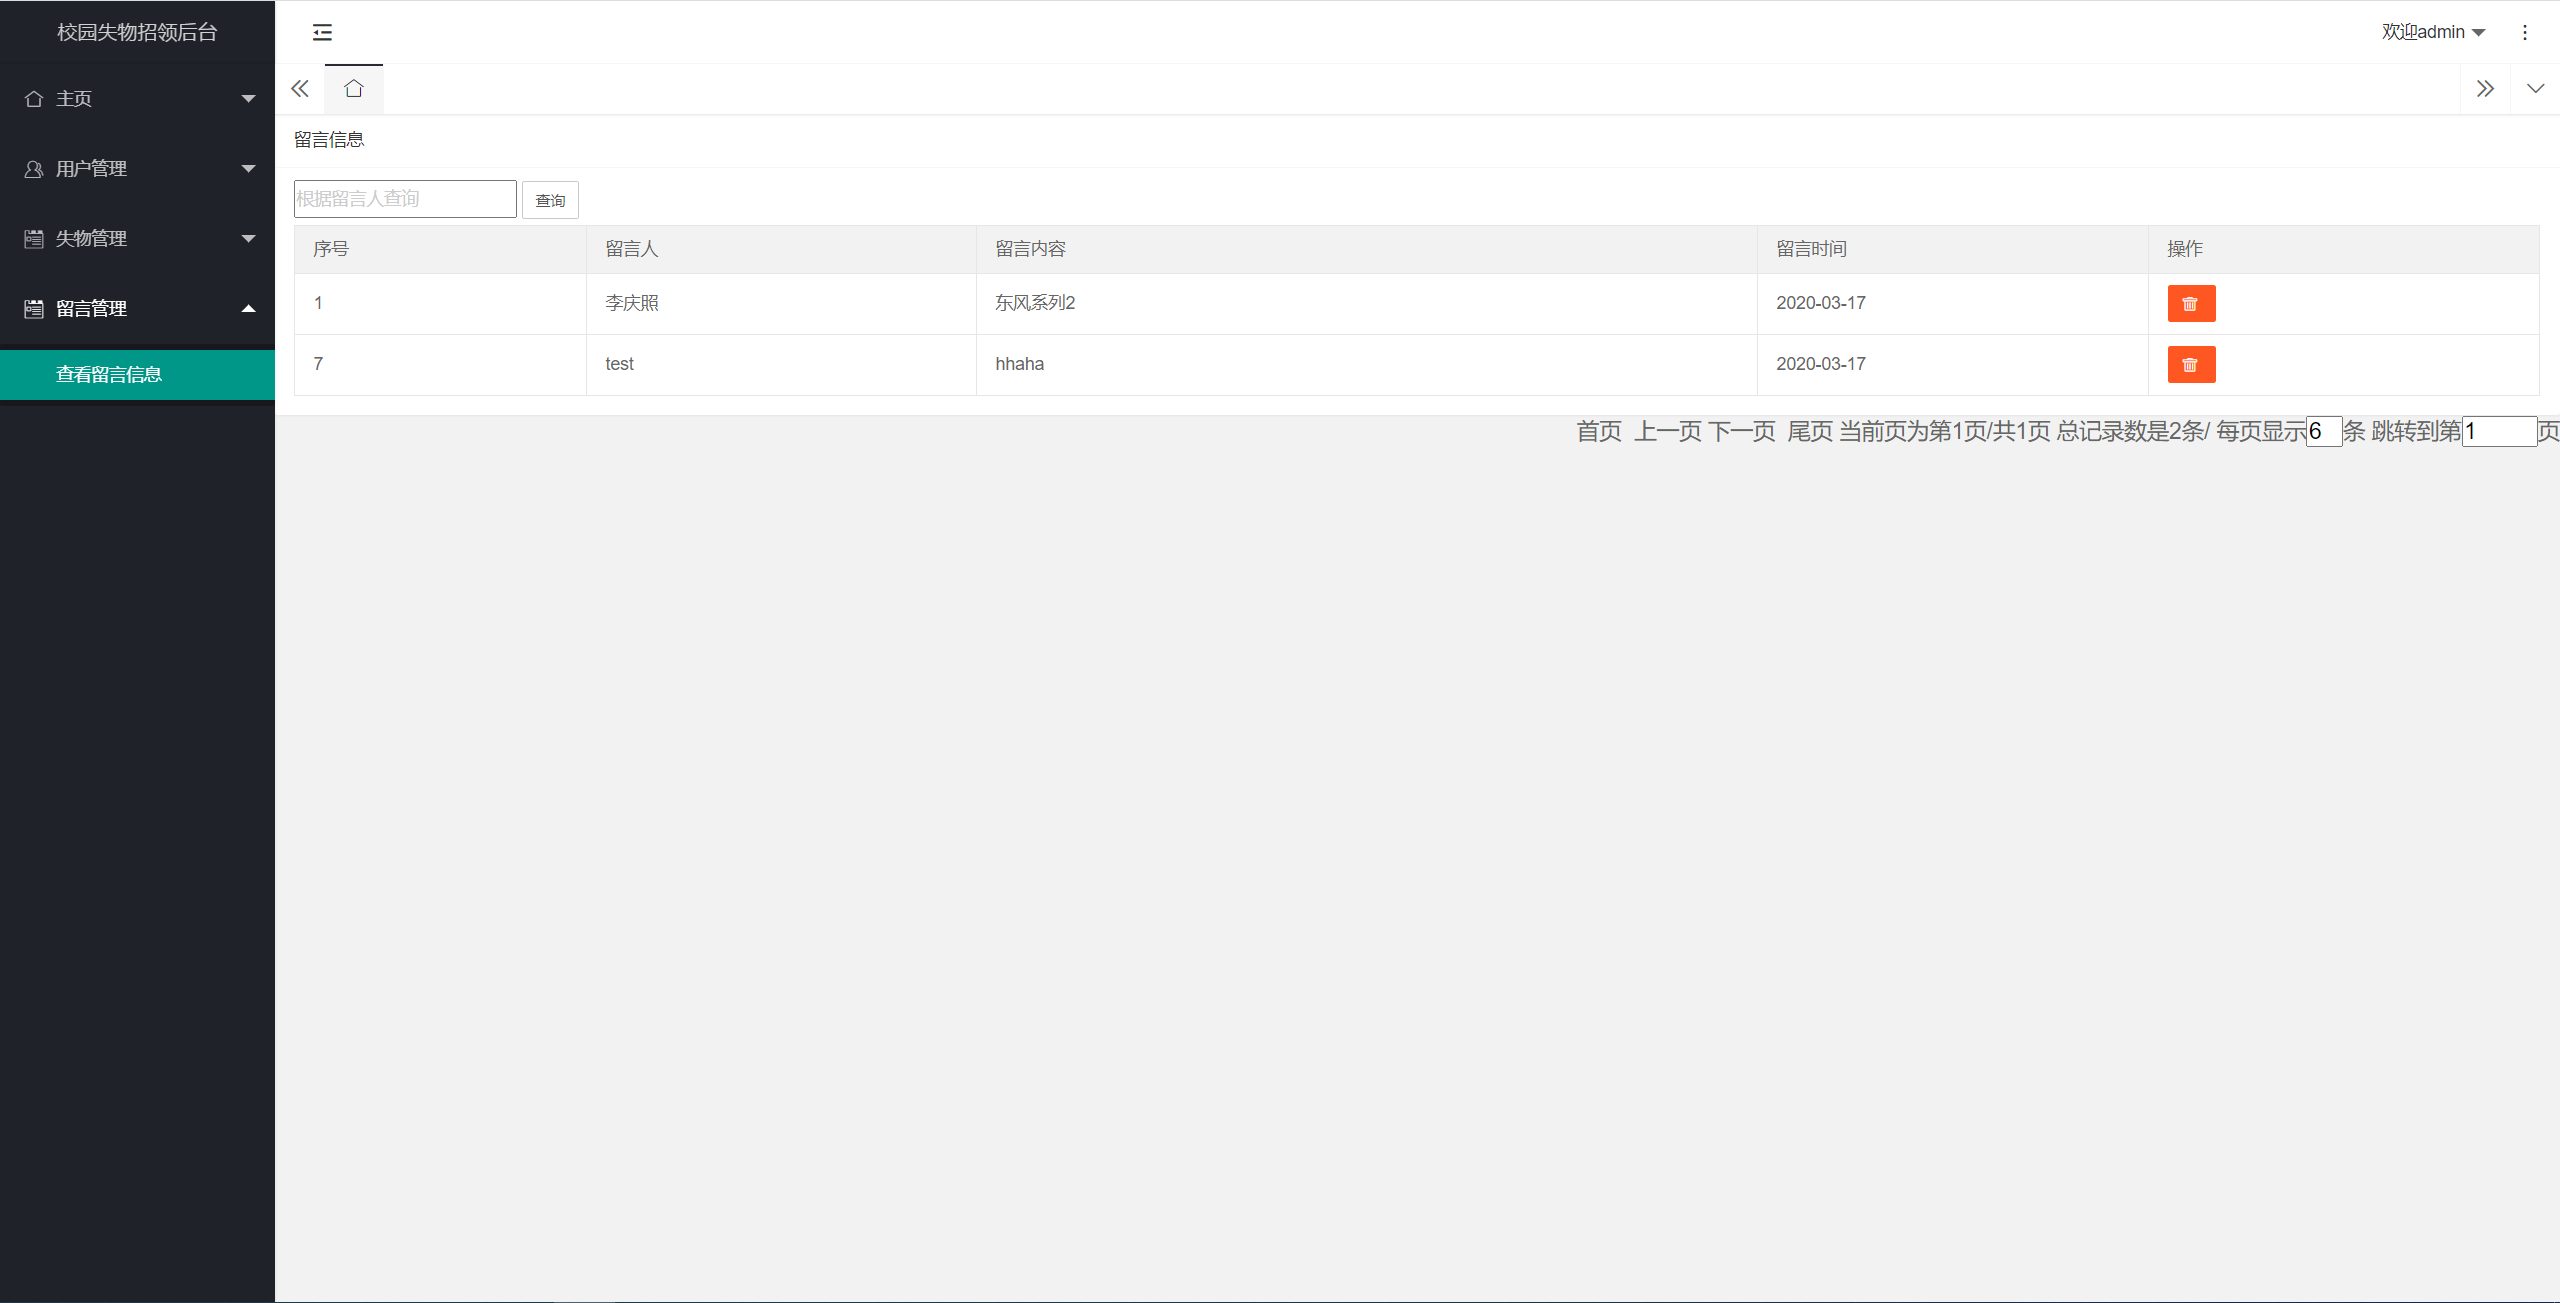 校园失物招领后台
欢迎admin
主页
用户管理
失物管理
留言管理
查看留言信息
留言信息
根据留言人查询 查询
序号 留言人 留言内容 留言时间 操作
1 李庆照 东风系列2 2020-03-17
7 test hhaha 2020-03-17
首页 上一页 下一页 尾页 当前页为第1页/共1页 总记录数是2条/ 每页显示6条 跳转到第1页